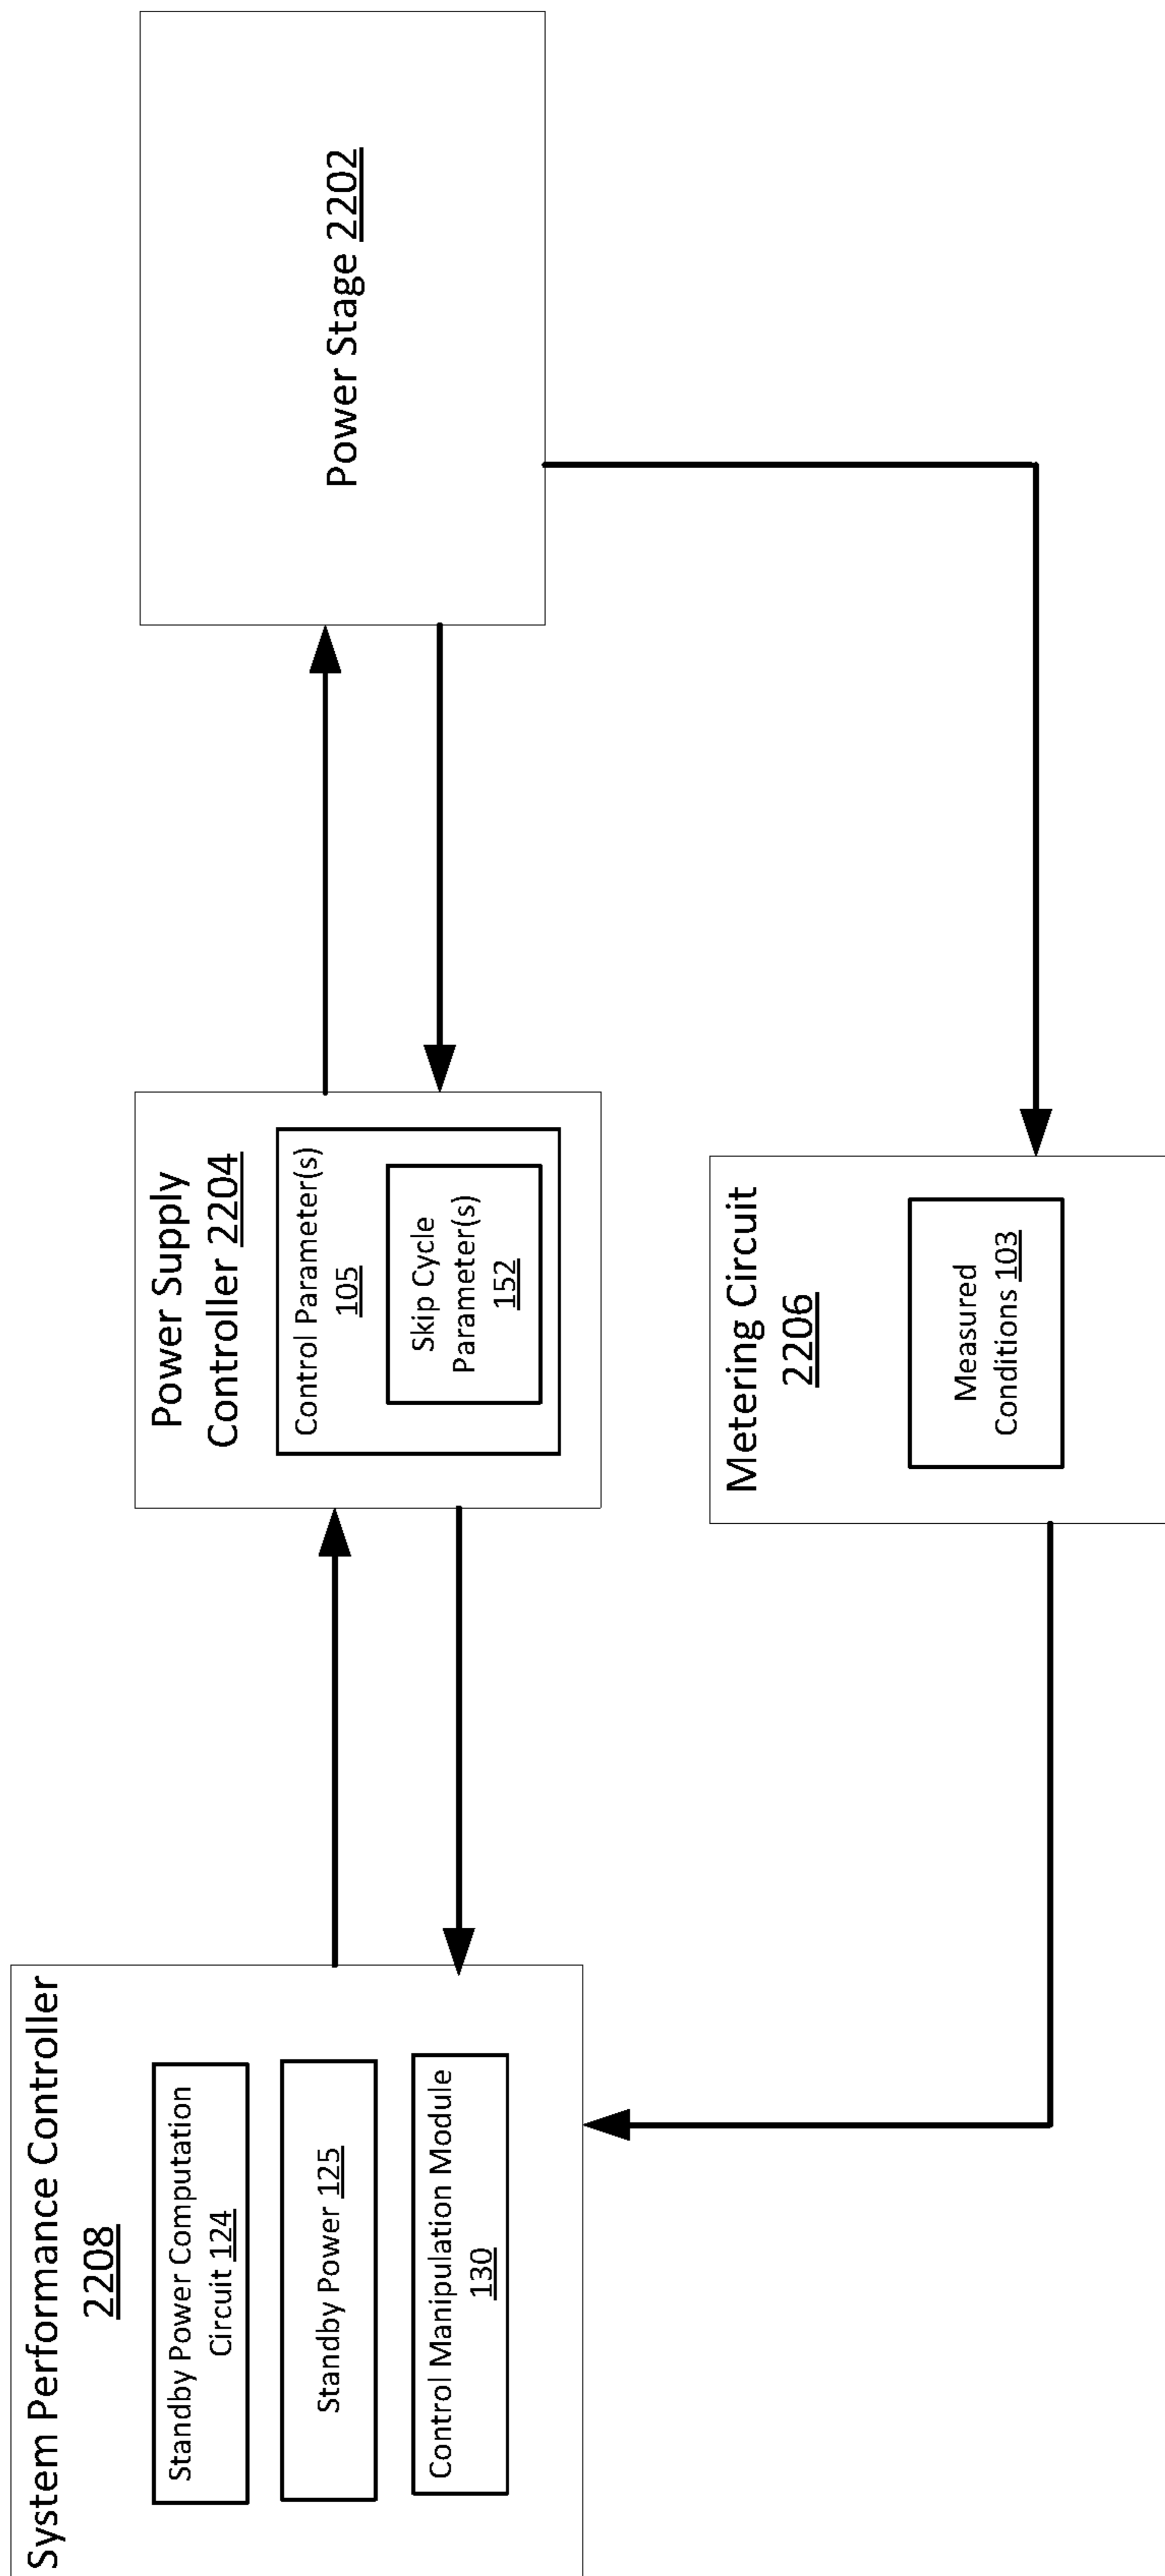 System Performance Controller
2208
Standby Power Computation
Circuit 124
Standby Power 125
Control Manipulation Module
130
Power Supply
Controller 2204
Control Parameter(s)
105
Skip Cycle
Parameter(s)
152
Power Stage 2202
Metering Circuit
2206
Measured
Conditions 103